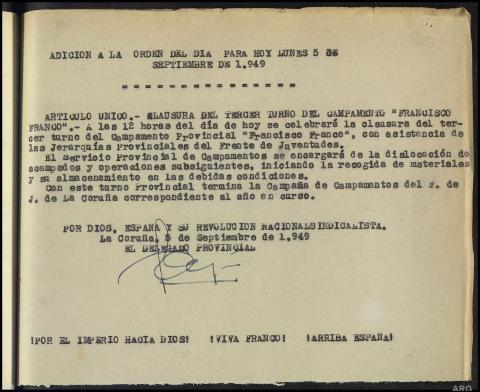 ADICION A LA ORDEN DEL DIA PARA HOY LUNES 5 DE
SEPTIEMBRE DE 1.949
= = = = = = = = = = = = = = =
ARTICULO UNICO.- CLAUSURA DEL TERCER TURNO DEL CAMPAMENTO "FRANCISCO
FRANCO".- A las 12 horas del día de hoy se celebrará la clausura del ter-
cer turno del Campamento Provincial "Francisco Franco", con asistencia de
las Jerarquias Provinciales del Frente de Juventudes.
El Servicio Provincial de Campamentos se encargará de la dislocación de
acampados y operaciones subsiguientes, iniciando la recogida de materiales
y su almacenamiento en las debidas condiciones.
Con este turno Provincial termina la Campaña de Campamentos del F. de
J. de La Coruña correspondiente al año en curso.
POR DIOS, ESPAÑA Y SU REVOLUCION NACIONALSINDICALISTA.
La Coruña, 5 de Septiembre de 1.949
EL DELEGADO PROVINCIAL
¡POR EL IMPERIO HACIA DIOS! ¡VIVA FRANCO! ¡ARRIBA ESPAÑA!
ARG